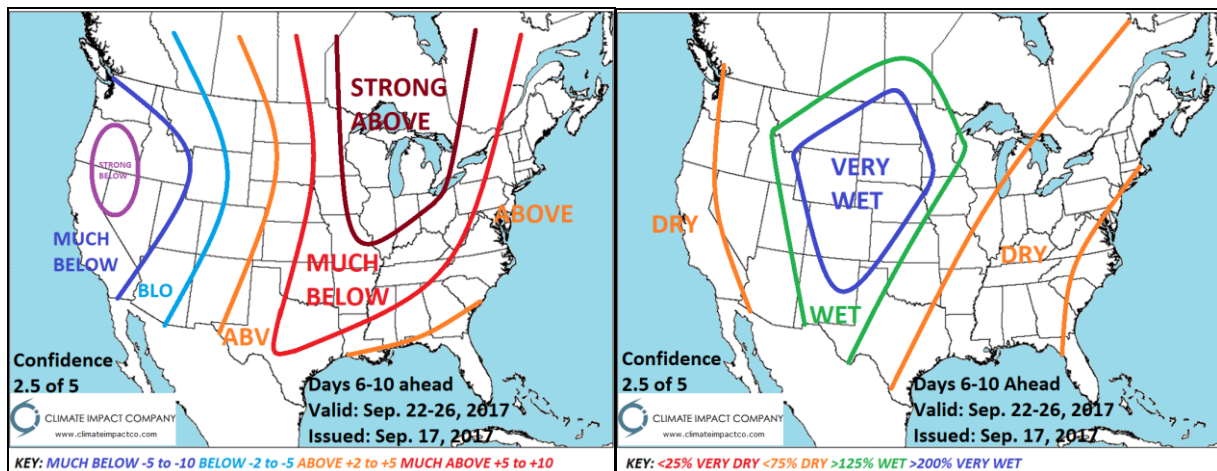 STRONG
ABOVE
STRONG
BELOW
ABOVE
MUCH
BELOW
BLO
MUCH
BELOW
ABV
Confidence
2.5 of 5
Days 6-10 ahead
Valid: Sep. 22-26, 2017
Issued: Sep. 17, 2017
CLIMATE IMPACT COMPANY
www.climateimpactco.com
KEY: MUCH BELOW -5 to -10 BELOW -2 to -5 ABOVE +2 to +5 MUCH ABOVE +5 to +10
VERY
WET
DRY
DRY
WET
Confidence
2.5 of 5
Days 6-10 Ahead
Valid: Sep. 22-26, 2017
Issued: Sep. 17, 2017
CLIMATE IMPACT COMPANY
www.climateimpactco.com
KEY: <25% VERY DRY <75% DRY >125% WET >200% VERY WET